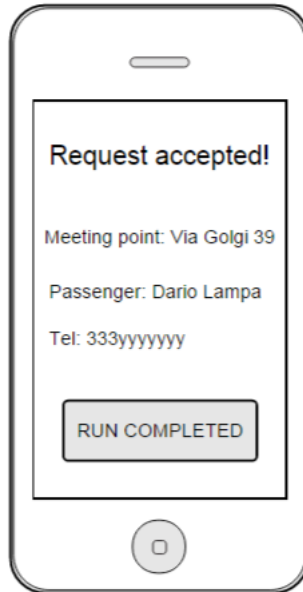 Request accepted!
Meeting point: Via Golgi 39
Passenger: Dario Lampa
Tel: 333yyyyyyy
RUN COMPLETED